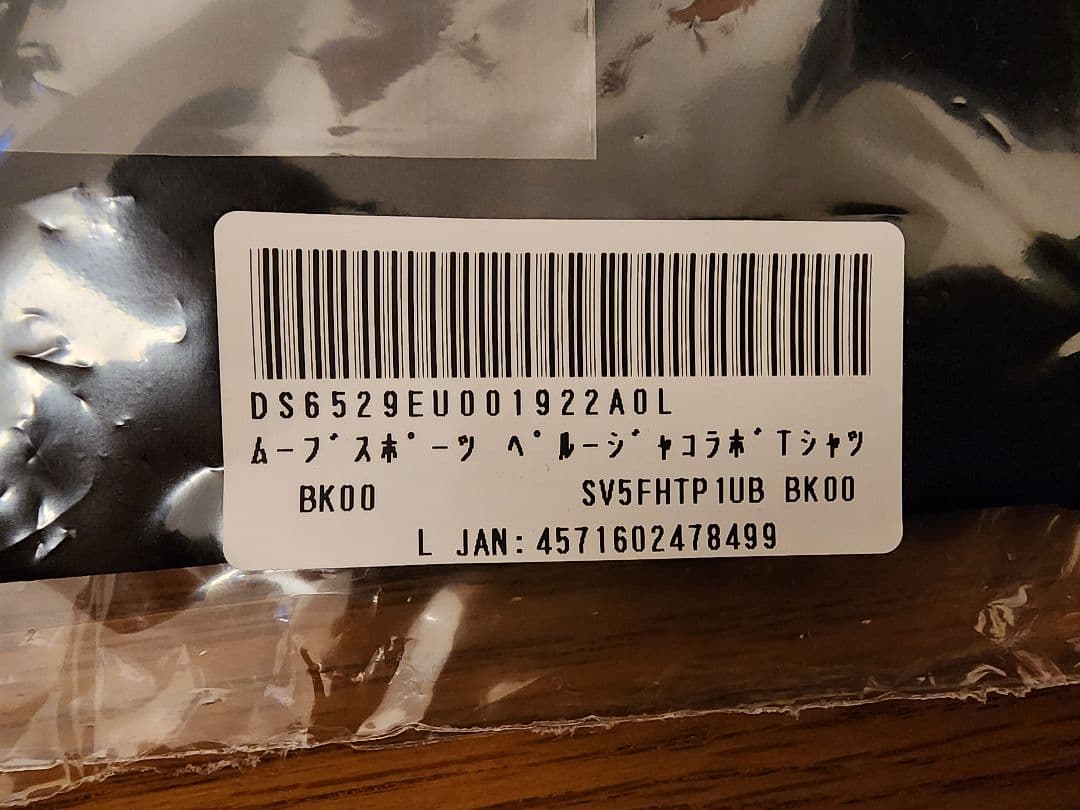 DS6529EU001922A0L
ﾑｰﾌﾞｽﾎﾟｰﾂ ﾍﾟﾙｰｼﾞｬｺﾗﾎﾞTｼｬﾂ
BK00 SV5FHTP1UB BK00
L JAN:4571602478499